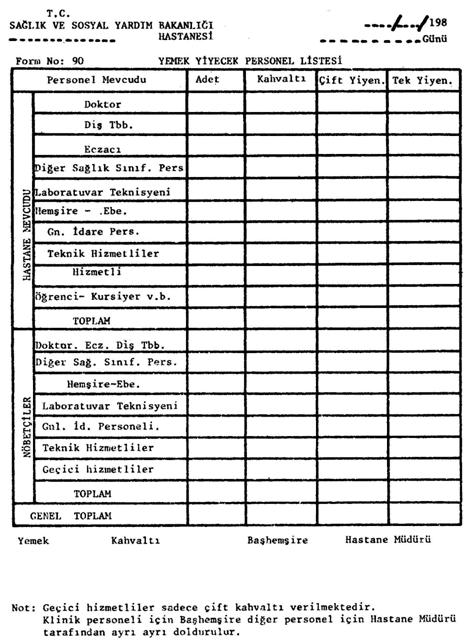 T.C.
SAĞLIK VE SOSYAL YARDIM BAKANLIĞI ----/--/198
---------------- HASTANESİ --------Günü
Form No: 90 YEMEK YİYECEK PERSONEL LİSTESİ
Personel Mevcudu Adet Kahvaltı Çift Yiyen. Tek Yiyen.
HASTANE MEVCUDU
Doktor
Diş Tbb.
Eczacı
Diğer Sağlık Sınıf. Pers
Laboratuvar Teknisyeni
Hemşire - .Ebe.
Gn. İdare Pers.
Teknik Hizmetliler
Hizmetli
Öğrenci- Kursiyer v.b.
TOPLAM
NÖBETÇİLER
Doktor. Ecz. Diş Tbb.
Diğer Sağ. Sınıf. Pers.
Hemşire-Ebe.
Laboratuvar Teknisyeni
Gnl. İd. Personeli.
Teknik Hizmetliler
Geçici hizmetliler
TOPLAM
GENEL TOPLAM
Yemek Kahvaltı Başhemşire Hastane Müdürü
Not: Geçici hizmetliler sadece çift kahvaltı verilmektedir.
Klinik personeli için Başhemşire diğer personel için Hastane Müdürü
tarafından ayrı ayrı doldurulur.